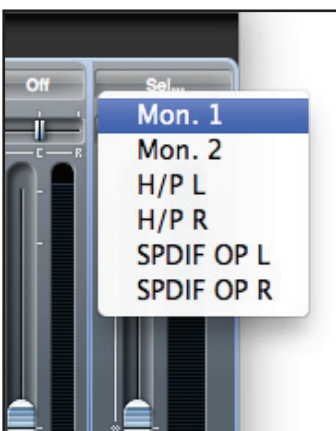 Off
Sel...
C
R
Mon. 1
Mon. 2
H/P L
H/P R
SPDIF OP L
SPDIF OP R